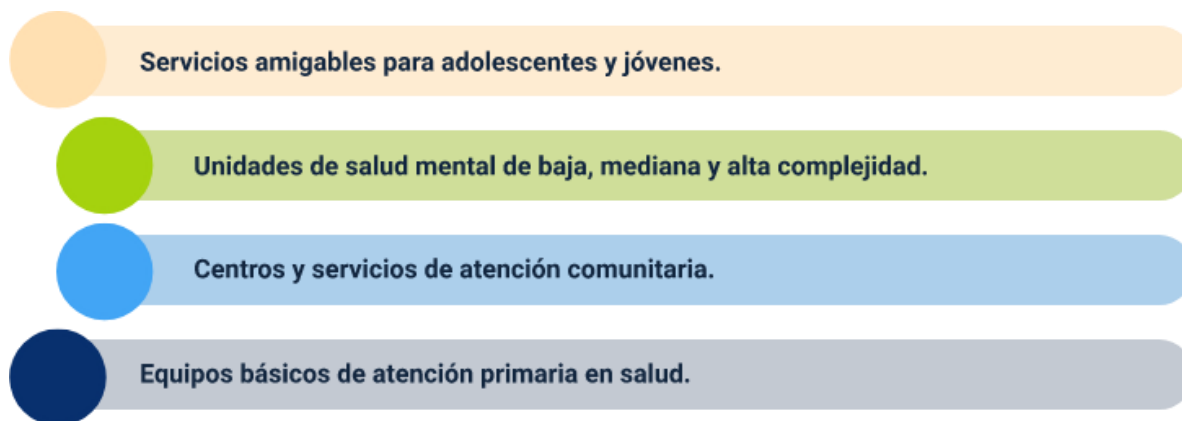 Servicios amigables para adolescentes y jóvenes.
Unidades de salud mental de baja, mediana y alta complejidad.
Centros y servicios de atención comunitaria.
Equipos básicos de atención primaria en salud.